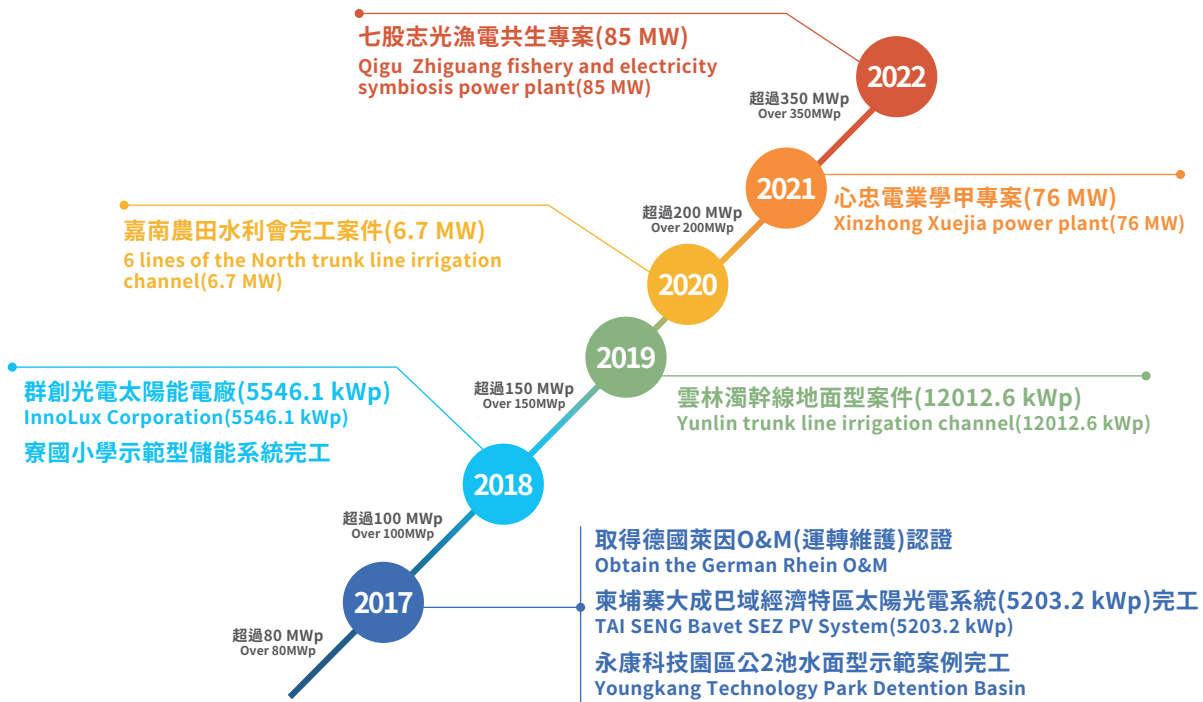 七股志光漁電共生專案(85 MW)
Qigu Zhiguang fishery and electricity
symbiosis power plant(85 MW)
2022
超過350 MWp
Over 350MWp
2021
心忠電業學甲專案(76 MW)
Xinzhong Xuejia power plant(76 MW)
超過200 MWp
Over 200MWp
嘉南農田水利會完工案件(6.7 MW)
6 lines of the North trunk line irrigation
channel(6.7 MW)
2020
2019
雲林濁幹線地面型案件(12012.6 kWp)
Yunlin trunk line irrigation channel(12012.6 kWp)
超過150 MWp
Over 150MWp
群創光電太陽能電廠(5546.1 kWp)
InnoLux Corporation(5546.1 kWp)
寮國小學示範型儲能系統完工
2018
超過100 MWp
Over 100MWp
2017
取得德國萊因O&M(運轉維護)認證
Obtain the German Rhein O&M
柬埔寨大成巴域經濟特區太陽光電系統(5203.2 kWp)完工
TAI SENG Bavet SEZ PV System(5203.2 kWp)
永康科技園區公2池水面型示範案例完工
Youngkang Technology Park Detention Basin
超過80 MWp
Over 80MWp